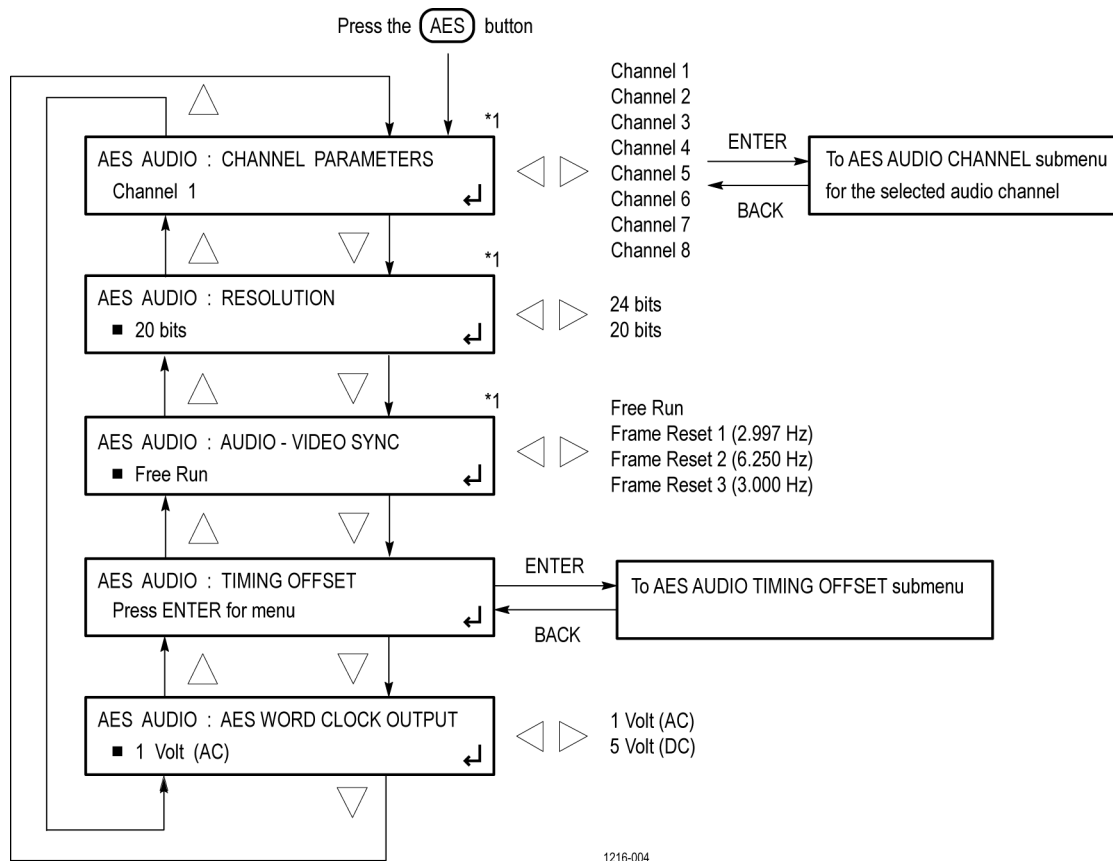 Press the AES button
*1
AES AUDIO : CHANNEL PARAMETERS
Channel 1
Channel 1
Channel 2
Channel 3
Channel 4
Channel 5
Channel 6
Channel 7
Channel 8
ENTER
BACK
To AES AUDIO CHANNEL submenu
for the selected audio channel
*1
AES AUDIO : RESOLUTION
■ 20 bits
24 bits
20 bits
*1
AES AUDIO : AUDIO - VIDEO SYNC
■ Free Run
Free Run
Frame Reset 1 (2.997 Hz)
Frame Reset 2 (6.250 Hz)
Frame Reset 3 (3.000 Hz)
AES AUDIO : TIMING OFFSET
Press ENTER for menu
ENTER
BACK
To AES AUDIO TIMING OFFSET submenu
AES AUDIO : AES WORD CLOCK OUTPUT
■ 1 Volt (AC)
1 Volt (AC)
5 Volt (DC)
1216-004